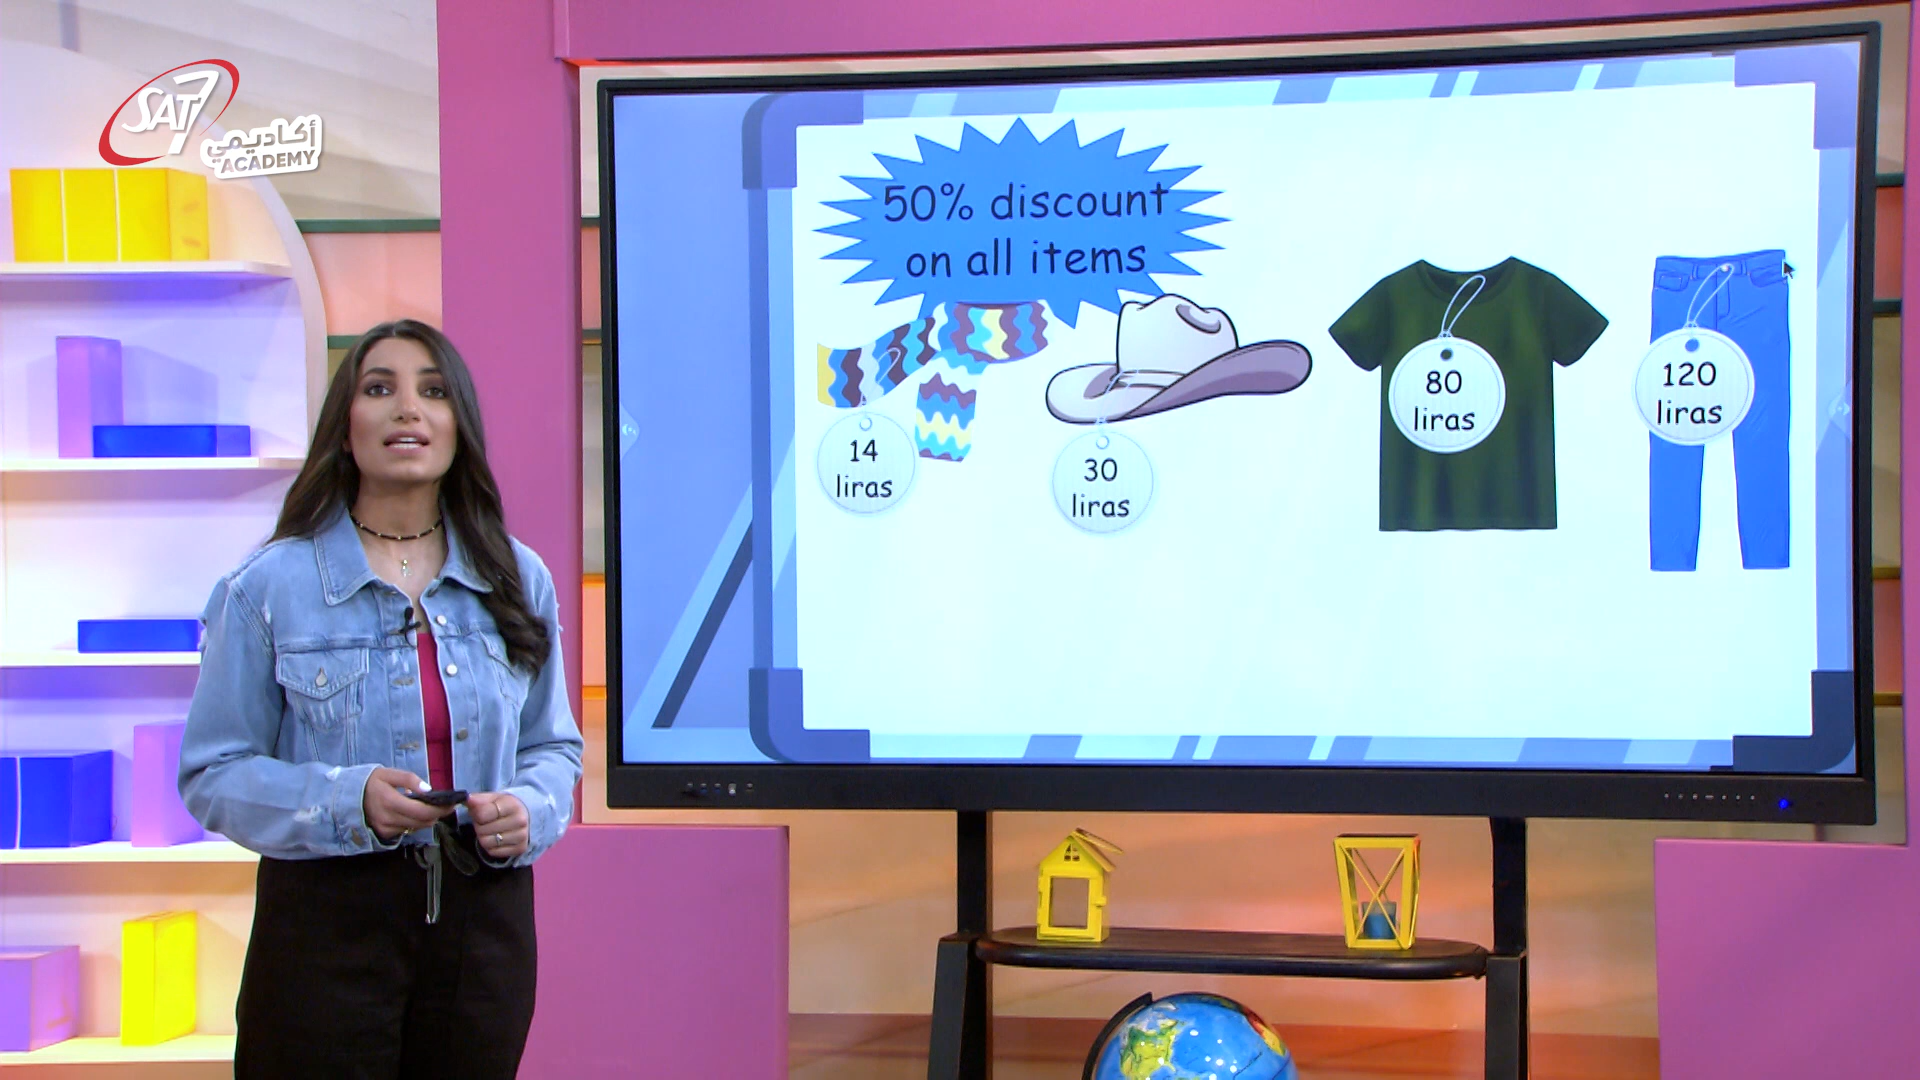 SAT7
أكاديمي
ACADEMY
50% discount
on all items
14
liras
30
liras
80
liras
120
liras